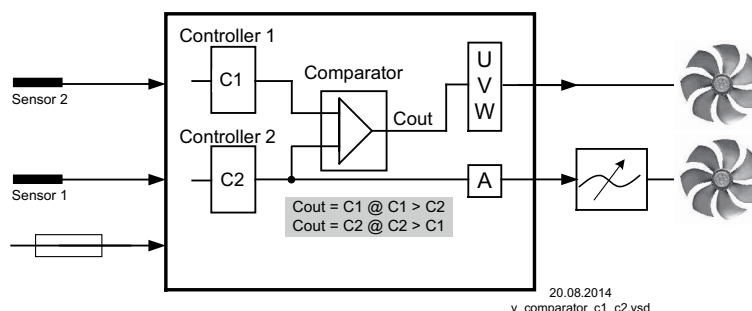 Controller 1
C1
Comparator
U
V
W
Sensor 2
Cout
Controller 2
C2
A
Sensor 1
Cout = C1 @ C1 > C2
Cout = C2 @ C2 > C1
20.08.2014
v_comparator_c1_c2.vsd